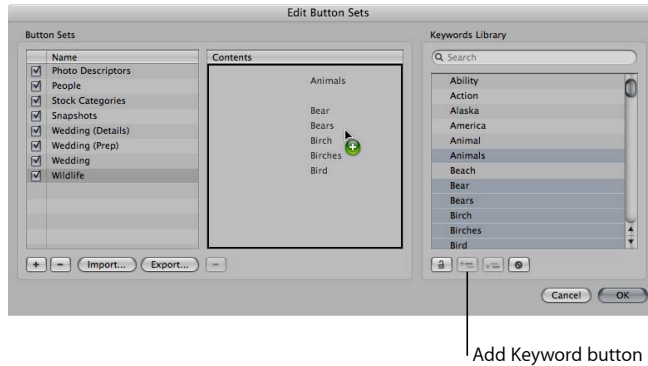 Edit Button Sets
Button Sets
Name
Photo Descriptors
People
Stock Categories
Snapshots
Wedding (Details)
Wedding (Prep)
Wedding
Wildlife
+ - Import... Export... -
Contents
Animals
Bear
Bears
Birch
Birches
Bird
Keywords Library
Search
Ability
Action
Alaska
America
Animal
Animals
Beach
Bear
Bears
Birch
Birches
Bird
Cancel OK
Add Keyword button